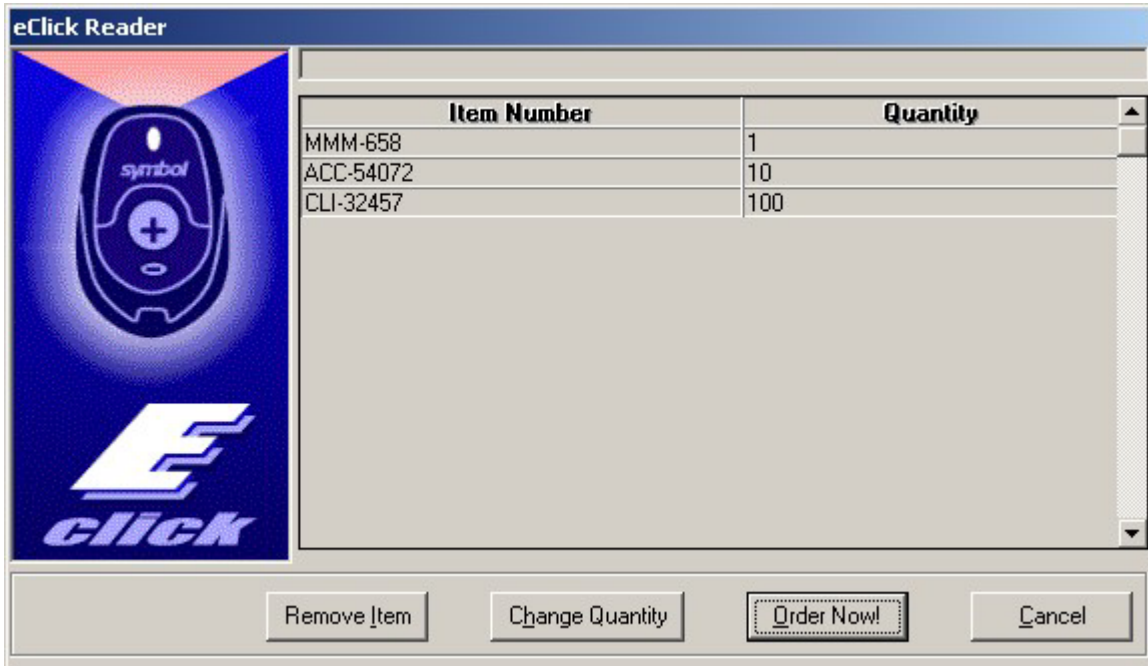 eClick Reader
symbol
E
click
Item Number Quantity
MMM-658 1
ACC-54072 10
CLI-32457 100
Remove Item Change Quantity Order Now! Cancel